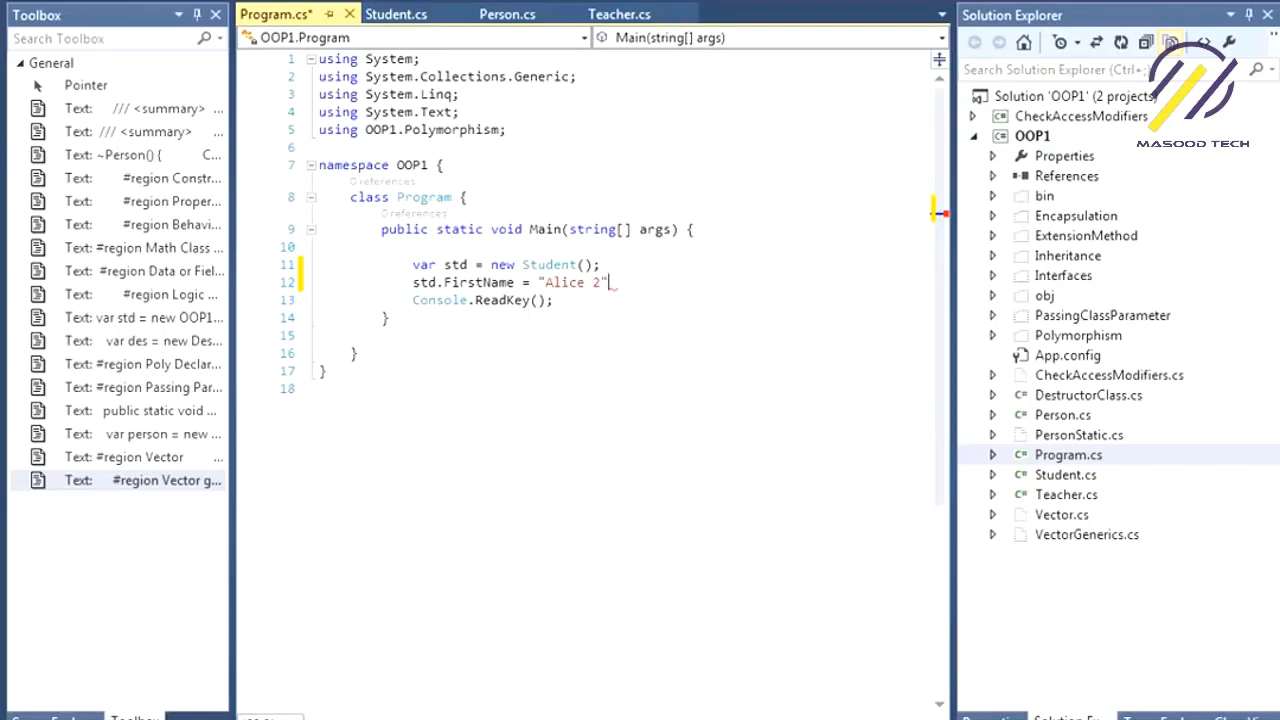 Toolbox
Search Toolbox
General
Pointer
Text: /// <summary> ...
Text: /// <summary> ...
Text: ~Person() { C...
Text: #region Constr...
Text: #region Proper...
Text: #region Behavi...
Text: #region Math Class ...
Text: #region Data or Fiel...
Text: #region Logic ...
Text: var std = new OOP1...
Text: var des = new Des...
Text: #region Poly Declar...
Text: #region Passing Par...
Text: public static void ...
Text: var person = new ...
Text: #region Vector ...
Text: #region Vector g...
Program.cs* Student.cs Person.cs Teacher.cs
OOP1.Program Main(string[] args)
1 using System;
2 using System.Collections.Generic;
3 using System.Linq;
4 using System.Text;
5 using OOP1.Polymorphism;
6
7 namespace OOP1 {
0 references
8 class Program {
0 references
9 public static void Main(string[] args) {
10
11 var std = new Student();
12 std.FirstName = "Alice 2"
13 Console.ReadKey();
14 }
15
16 }
17 }
18
Solution Explorer
Search Solution Explorer (Ctrl+;
Solution 'OOP1' (2 projects)
CheckAccessModifiers
OOP1
Properties
References
bin
Encapsulation
ExtensionMethod
Inheritance
Interfaces
obj
PassingClassParameter
Polymorphism
App.config
CheckAccessModifiers.cs
DestructorClass.cs
Person.cs
PersonStatic.cs
Program.cs
Student.cs
Teacher.cs
Vector.cs
VectorGenerics.cs
MASOOD TECH